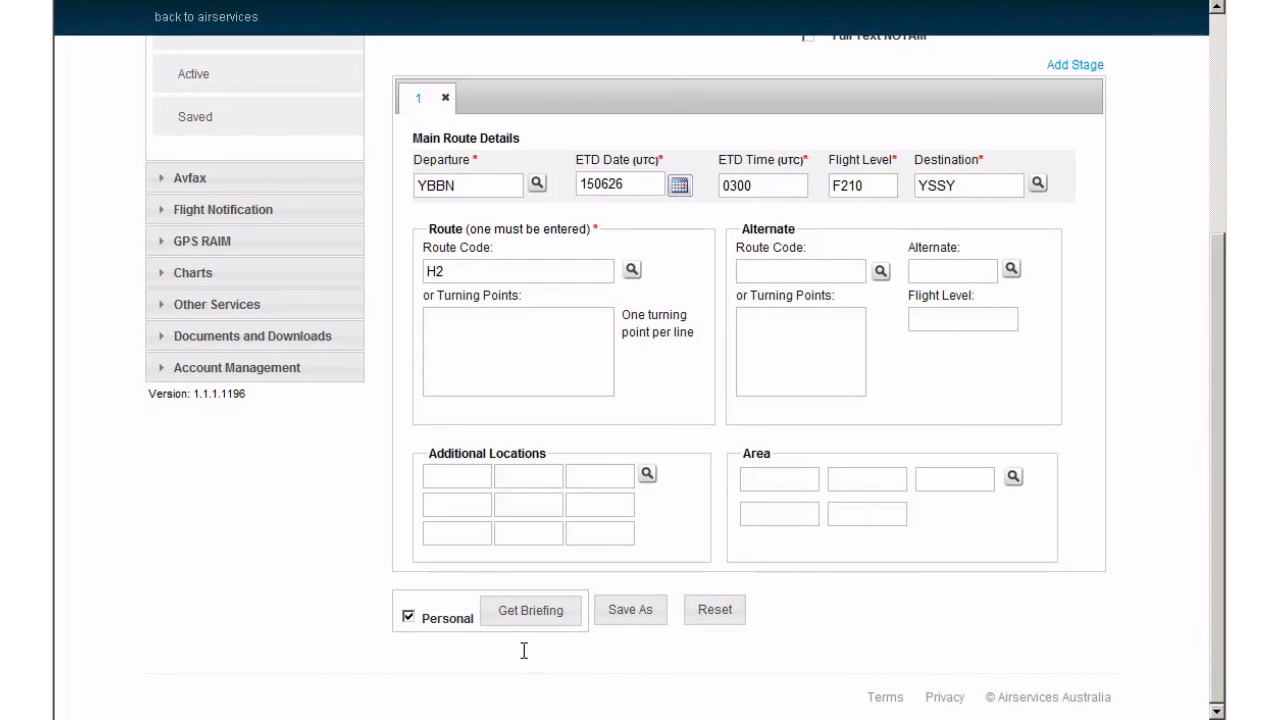 back to airservices
Full Text NOTAM
Active
Add Stage
1 ✖
Saved
Main Route Details
Departure * ETD Date (UTC)* ETD Time (UTC)* Flight Level* Destination*
YBBN 150626 0300 F210 YSSY
Avfax
Flight Notification
GPS RAIM
Charts
Other Services
Documents and Downloads
Account Management
Version: 1.1.1.1196
Route (one must be entered) *
Route Code:
H2
or Turning Points:
One turning
point per line
Alternate
Route Code: Alternate:
or Turning Points: Flight Level:
Additional Locations
Area
Personal Get Briefing Save As Reset
Terms Privacy © Airservices Australia